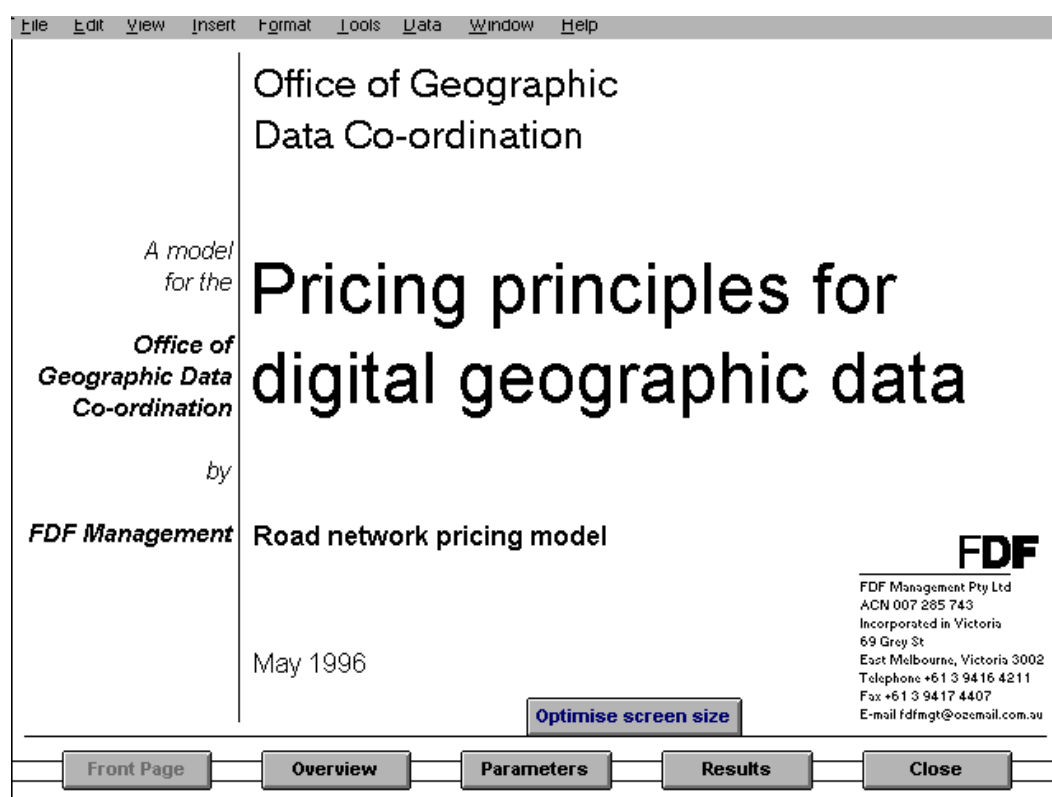 File Edit View Insert Format Tools Data Window Help
Office of Geographic
Data Co-ordination
A model
for the
Office of
Geographic Data
Co-ordination
by
FDF Management
Pricing principles for
digital geographic data
Road network pricing model
May 1996
FDF
FDF Management Pty Ltd
ACN 007 285 743
Incorporated in Victoria
69 Grey St
East Melbourne, Victoria 3002
Telephone +61 3 9416 4211
Fax +61 3 9417 4407
E-mail fdfmgt@ozemail.com.au
Optimise screen size
Front Page Overview Parameters Results Close